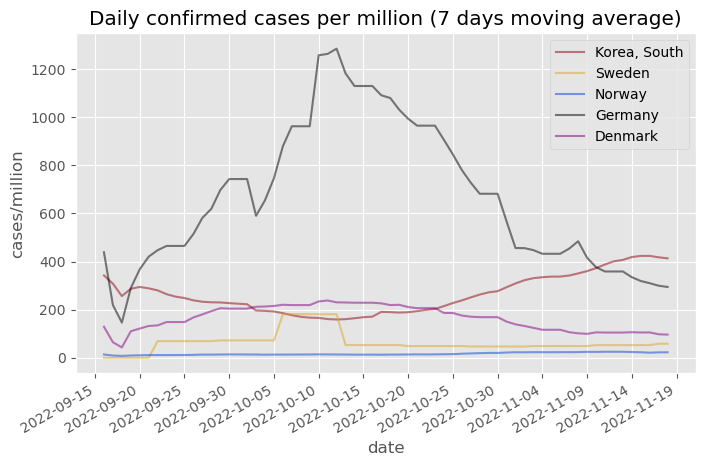 Daily confirmed cases per million (7 days moving average)
Korea, South
Sweden
Norway
Germany
Denmark
1200
1000
800
600
400
200
0
cases/million
2022-09-15
2022-09-20
2022-09-25
2022-09-30
2022-10-05
2022-10-10
2022-10-15
2022-10-20
2022-10-25
2022-10-30
2022-11-04
2022-11-09
2022-11-14
2022-11-19
date